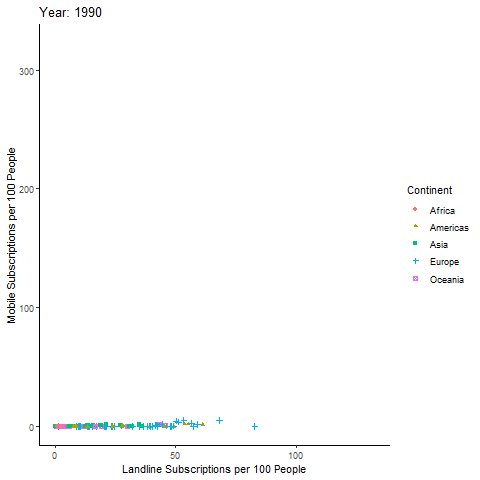 Year: 1990
300
200
100
0
Mobile Subscriptions per 100 People
0
50
100
Landline Subscriptions per 100 People
Continent
Africa
Americas
Asia
Europe
Oceania